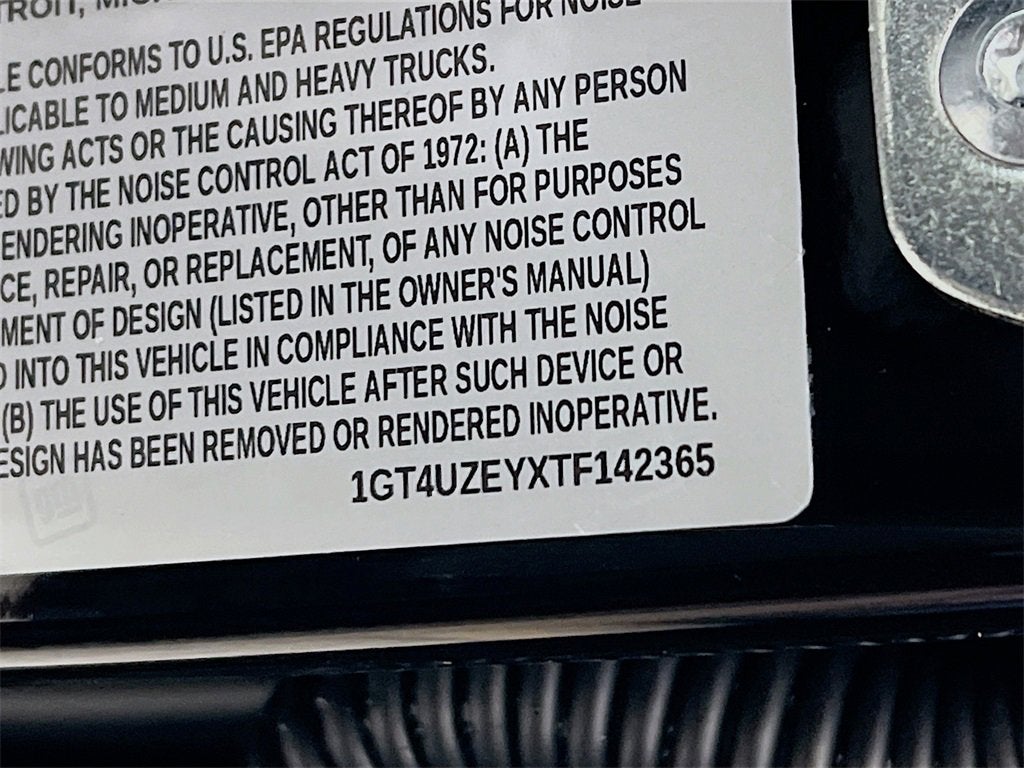 TROIT, MICH
LE CONFORMS TO U.S. EPA REGULATIONS FOR NOISE
LICABLE TO MEDIUM AND HEAVY TRUCKS.
WING ACTS OR THE CAUSING THEREOF BY ANY PERSON
ED BY THE NOISE CONTROL ACT OF 1972: (A) THE
ENDERING INOPERATIVE, OTHER THAN FOR PURPOSES
CE, REPAIR, OR REPLACEMENT, OF ANY NOISE CONTROL
MENT OF DESIGN (LISTED IN THE OWNER'S MANUAL)
D INTO THIS VEHICLE IN COMPLIANCE WITH THE NOISE
(B) THE USE OF THIS VEHICLE AFTER SUCH DEVICE OR
ESIGN HAS BEEN REMOVED OR RENDERED INOPERATIVE.
1GT4UZEYXTF142365
gm